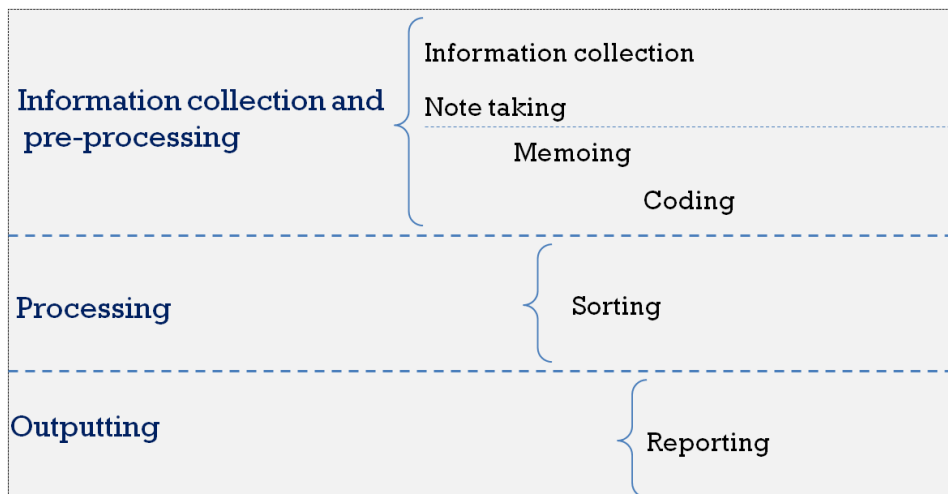 Information collection and
pre-processing
Information collection
Note taking
Memoing
Coding
Processing
Sorting
Outputting
Reporting